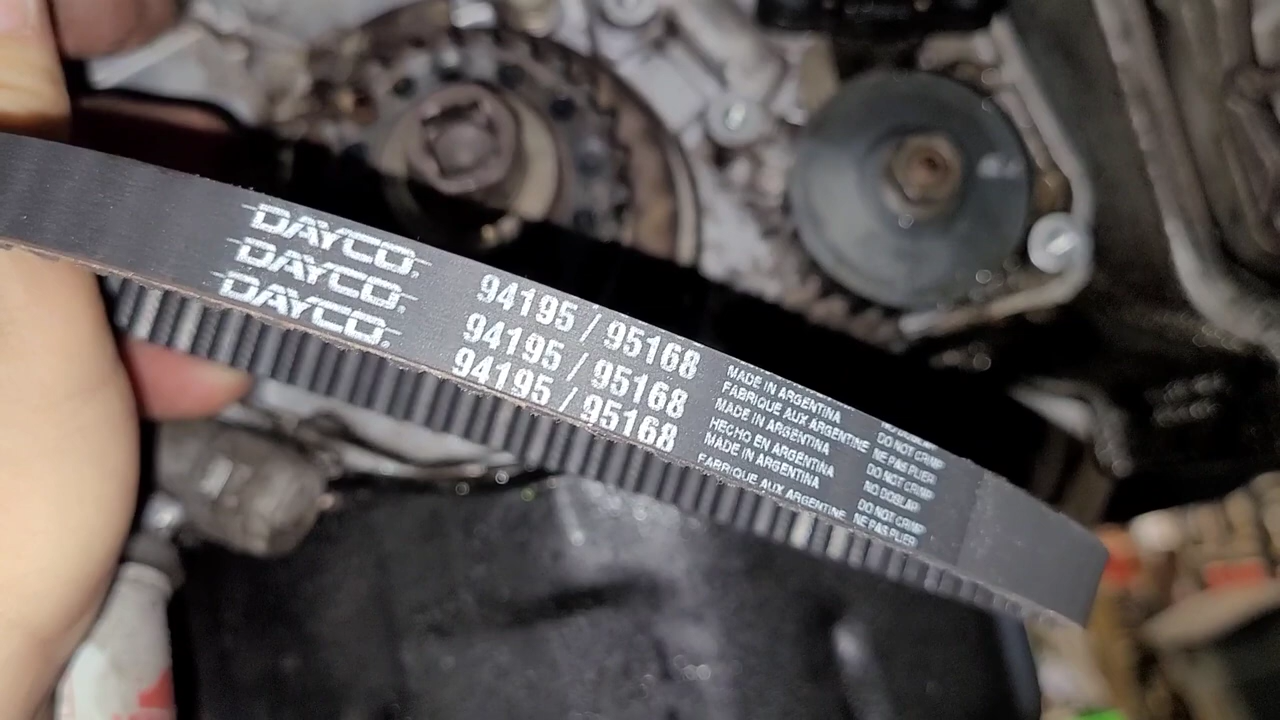 DAYCO
DAYCO
DAYCO
94195 / 95168
94195 / 95168
94195 / 95168
MADE IN ARGENTINA
FABRIQUE AUX ARGENTINE
MADE IN ARGENTINA
HECHO EN ARGENTINA
MADE IN ARGENTINA
FABRIQUE AUX ARGENTINE
NO DOBLAR
DO NOT CRIMP
NE PAS PLIER
DO NOT CRIMP
NO DOBLAR
DO NOT CRIMP
NE PAS PLIER